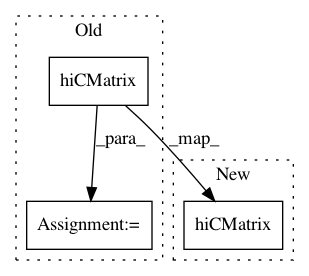 Old
hiCMatrix
_para_
_map_
New
Assignment:=
hiCMatrix